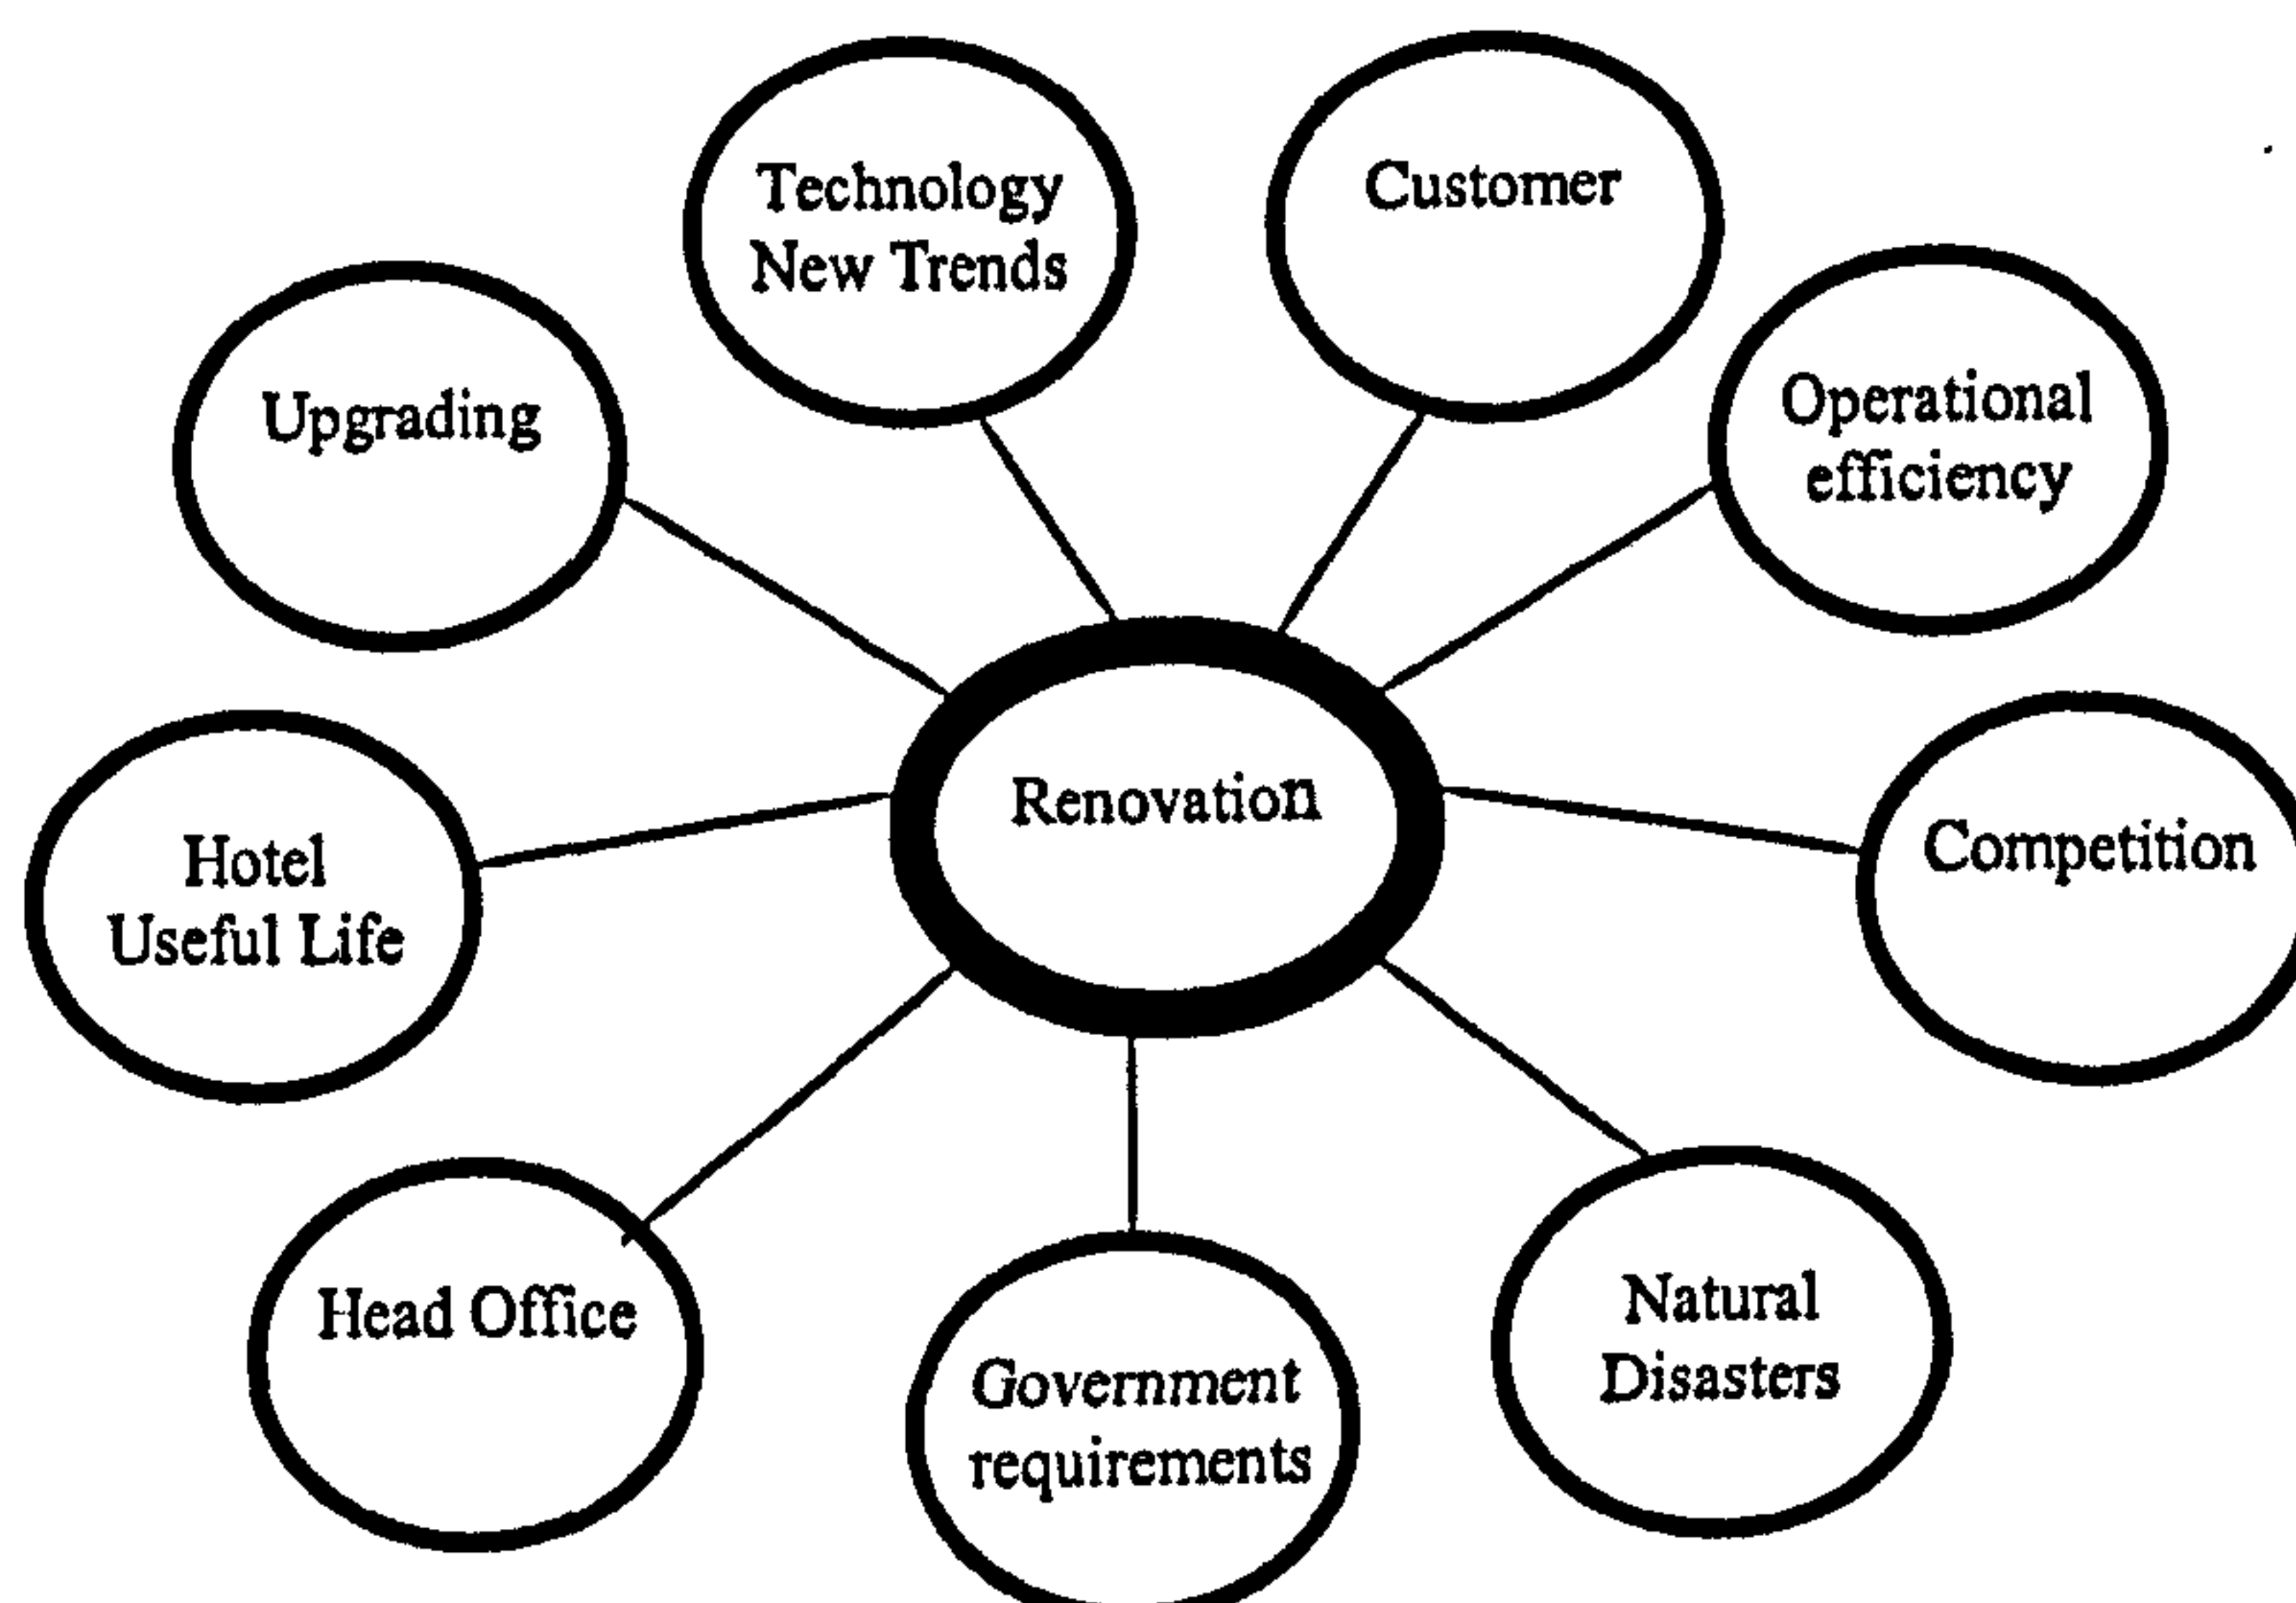 Technology
New Trends
Customer
Upgrading
Operational
efficiency
Renovation
Hotel
Useful Life
Competition
Head Office
Government
requirements
Natural
Disasters